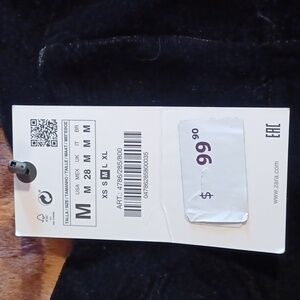 TALLA / SIZE / TAMANHO / TAILLE / MAAT / МЕГЕӨОС
M
USA M
MEX 28
UK M
IT M
BR M
XS S M L XL
ART.: 4786/285/800
04786285800035
$ 99.90
EAC
www.zara.com